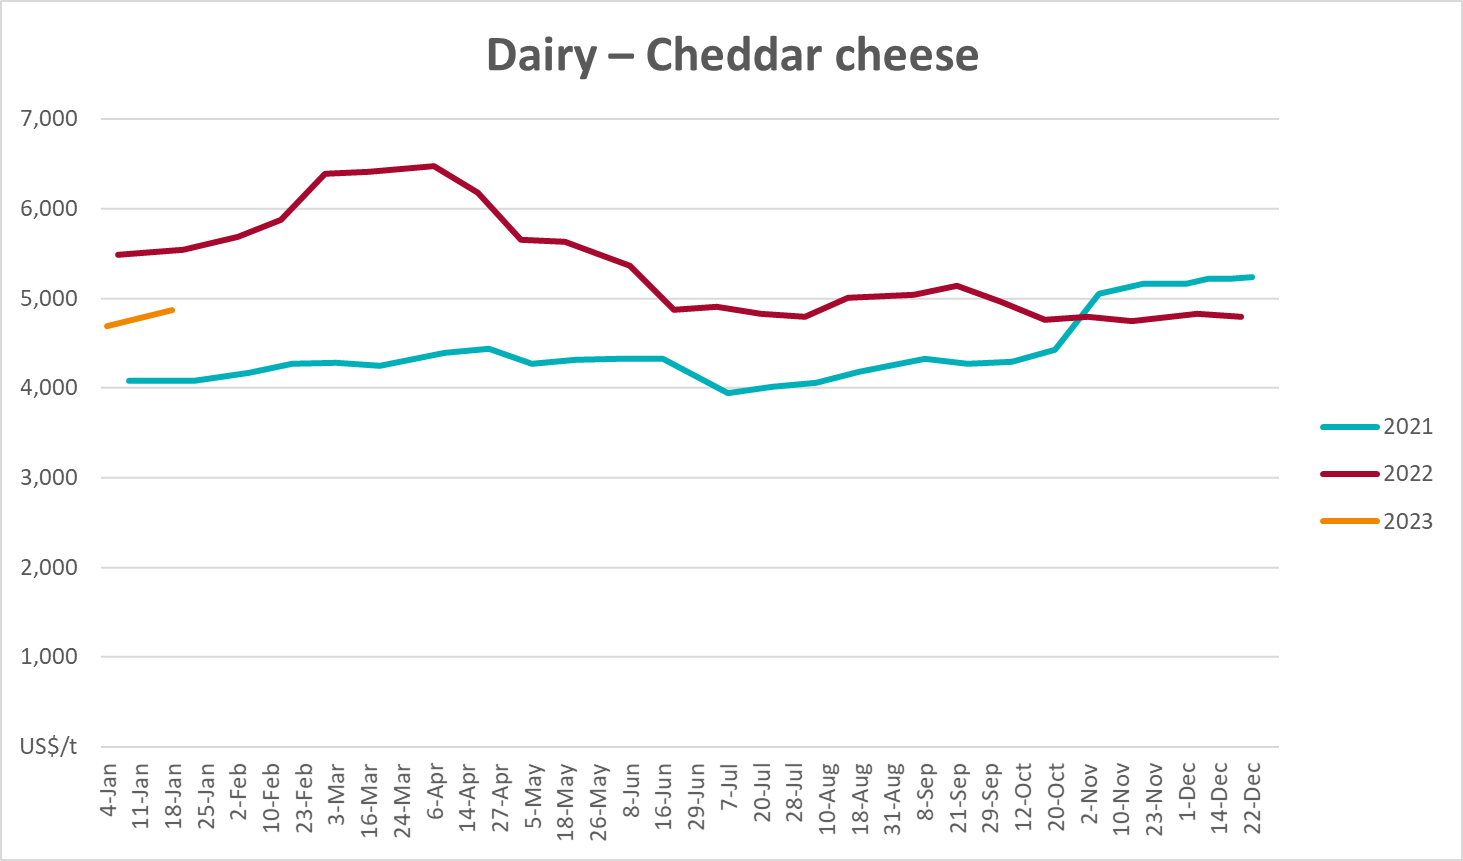 Dairy – Cheddar cheese
7,000
6,000
5,000
4,000
3,000
2,000
1,000
US$/t
4-Jan
11-Jan
18-Jan
25-Jan
2-Feb
10-Feb
23-Feb
3-Mar
16-Mar
24-Mar
6-Apr
14-Apr
27-Apr
5-May
18-May
26-May
8-Jun
16-Jun
29-Jun
7-Jul
20-Jul
28-Jul
10-Aug
18-Aug
31-Aug
8-Sep
21-Sep
29-Sep
12-Oct
20-Oct
2-Nov
10-Nov
23-Nov
1-Dec
14-Dec
22-Dec
2021
2022
2023